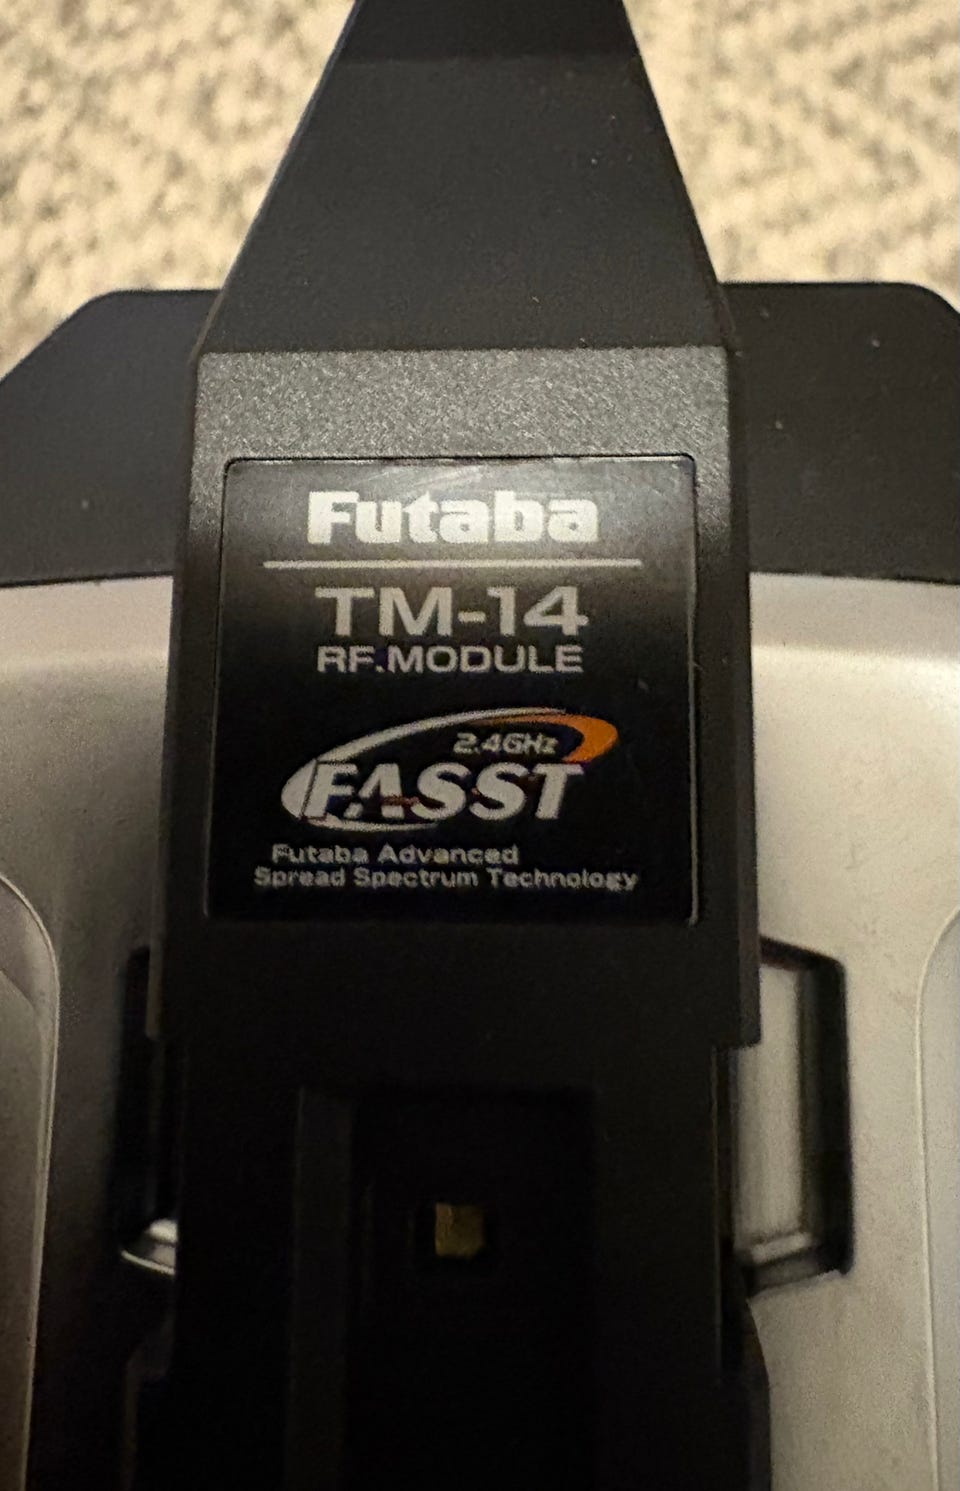 Futaba
TM-14
RF.MODULE
2.4GHz
FASST
Futaba Advanced
Spread Spectrum Technology